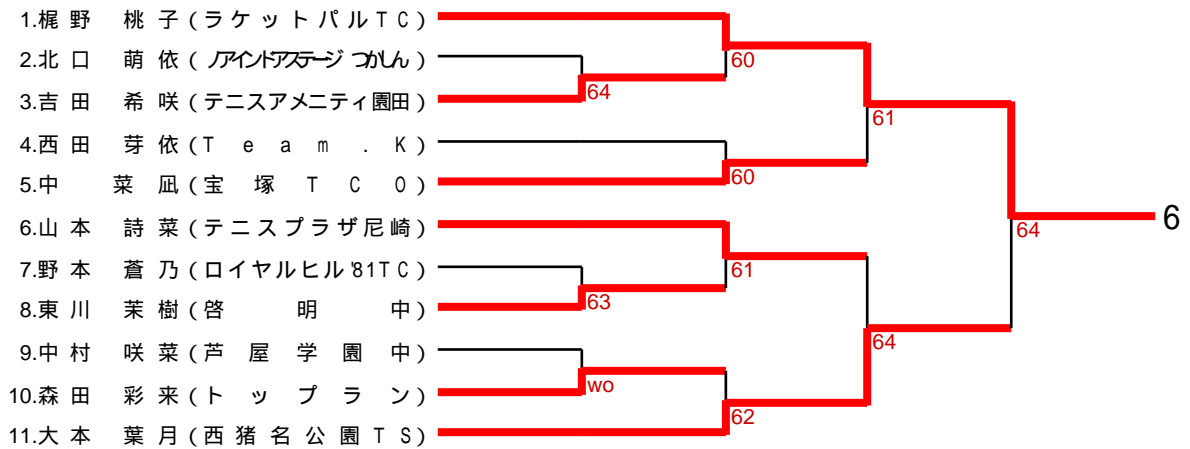 1.梶野 桃子(ラケットパルTC)
60
2.北口 萌依(ノアインドアステージ つかしん)
64
3.吉田 希咲(テニスアメニティ園田)
61
4.西田 芽依(Team.K)
60
5.中 菜凪(宝塚TCO)
64
6
6.山本 詩菜(テニスプラザ尼崎)
61
7.野本 蒼乃(ロイヤルヒル'81TC)
63
8.東川 茉樹(啓明中)
64
9.中村 咲菜(芦屋学園中)
wo
10.森田 彩来(トップラン)
62
11.大本 葉月(西猪名公園TS)